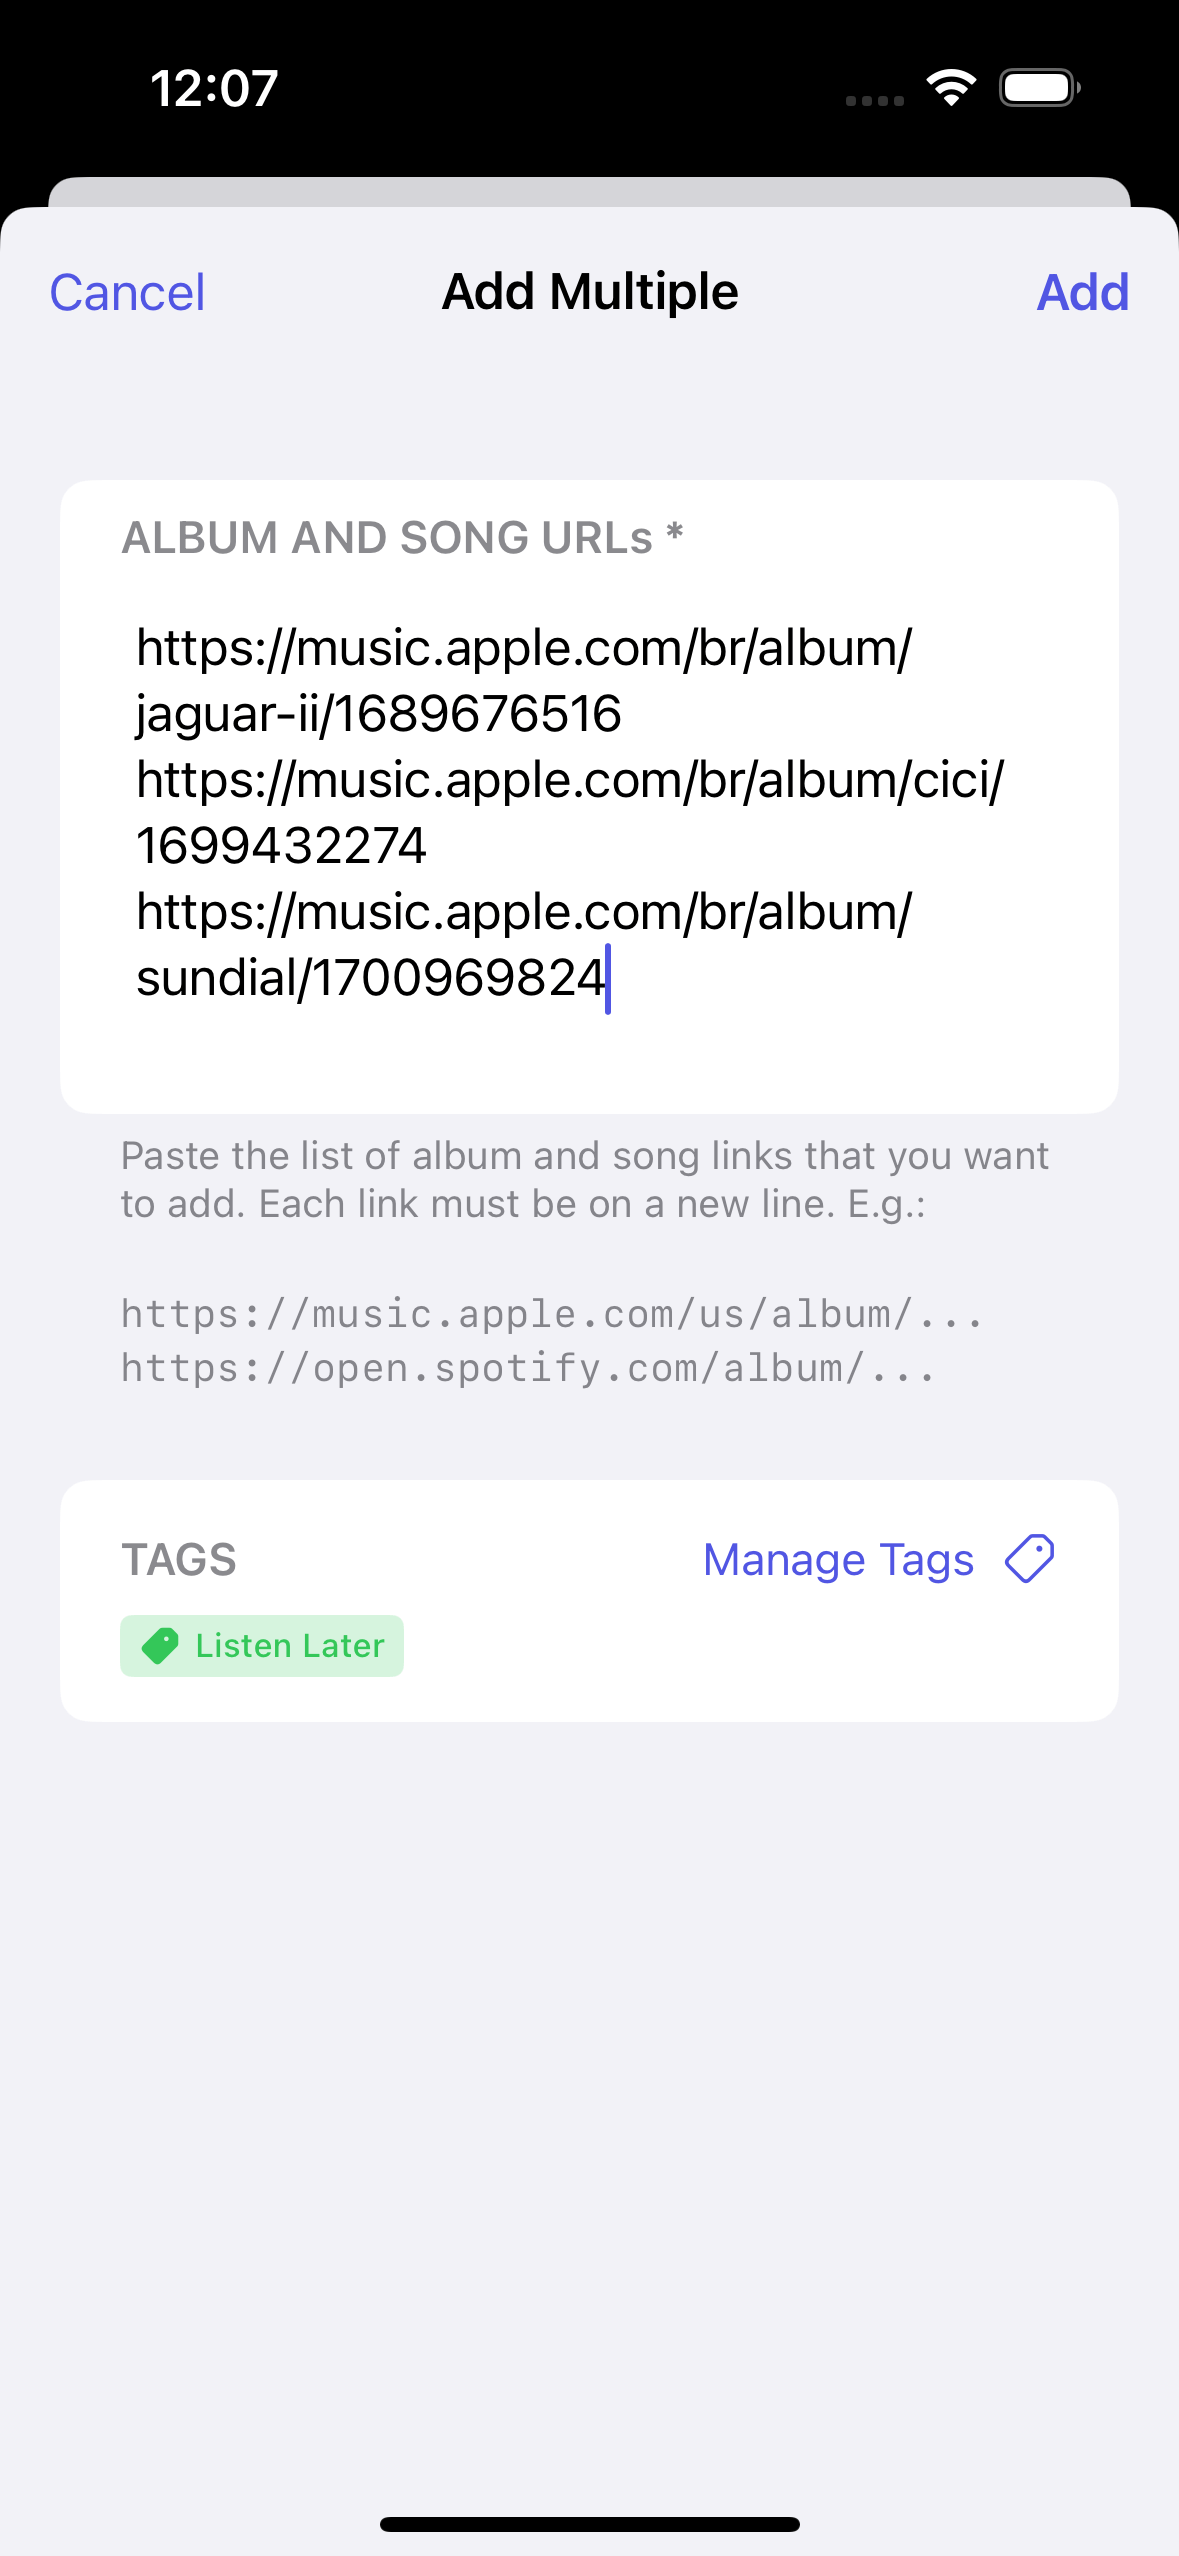 12:07
Cancel
Add Multiple
Add
ALBUM AND SONG URLs *
https://music.apple.com/br/album/
jaguar-ii/1689676516
https://music.apple.com/br/album/cici/
1699432274
https://music.apple.com/br/album/
sundial/1700969824
Paste the list of album and song links that you want
to add. Each link must be on a new line. E.g.:
https://music.apple.com/us/album/...
https://open.spotify.com/album/...
TAGS
Manage Tags
Listen Later